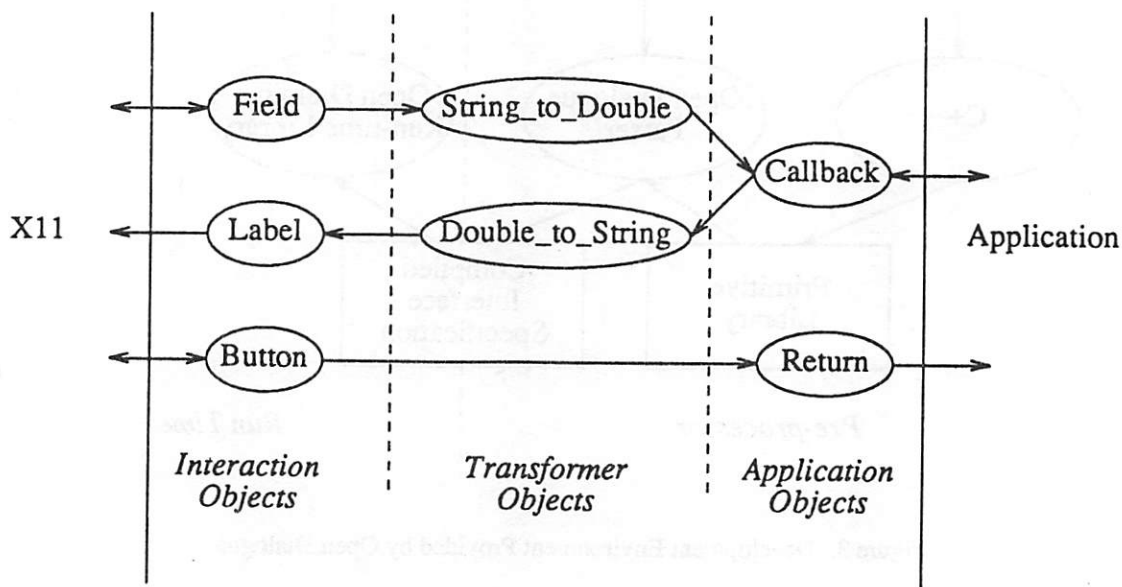 Field
String_to_Double
Callback
X11
Label
Double_to_String
Application
Button
Return
Interaction
Objects
Transformer
Objects
Application
Objects